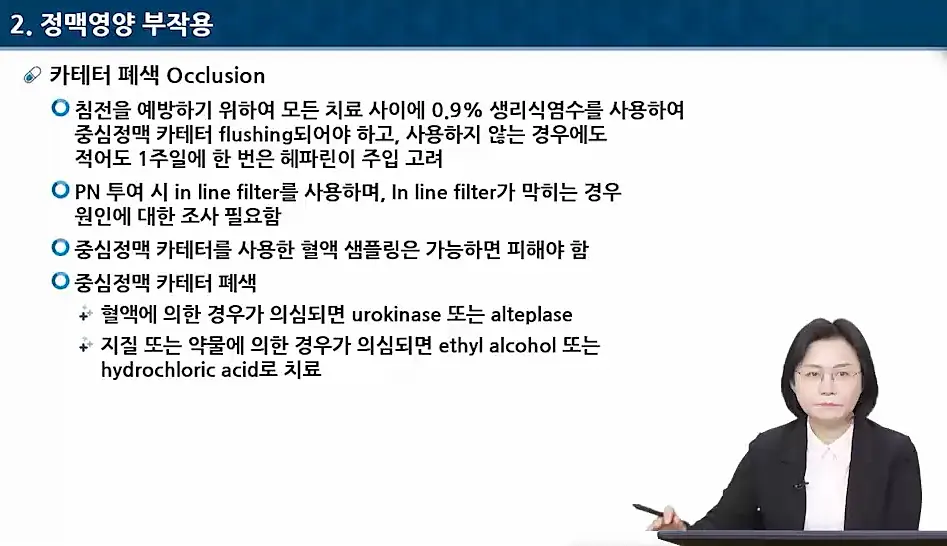 2. 정맥영양 부작용
카테터 폐색 Occlusion
침전을 예방하기 위하여 모든 치료 사이에 0.9% 생리식염수를 사용하여
중심정맥 카테터 flushing되어야 하고, 사용하지 않는 경우에도
적어도 1주일에 한 번은 헤파린이 주입 고려
PN 투여 시 in line filter를 사용하며, In line filter가 막히는 경우
원인에 대한 조사 필요함
중심정맥 카테터를 사용한 혈액 샘플링은 가능하면 피해야 함
중심정맥 카테터 폐색
혈액에 의한 경우가 의심되면 urokinase 또는 alteplase
지질 또는 약물에 의한 경우가 의심되면 ethyl alcohol 또는
hydrochloric acid로 치료